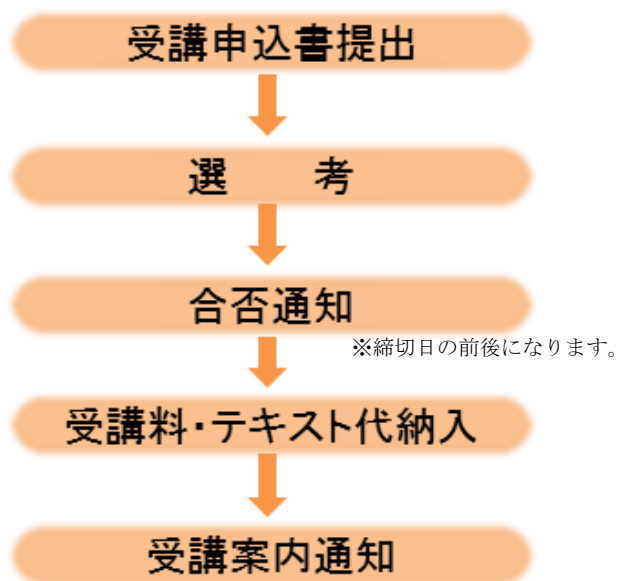 受講申込書提出
選　　考
合否通知
※締切日の前後になります。
受講料・テキスト代納入
受講案内通知